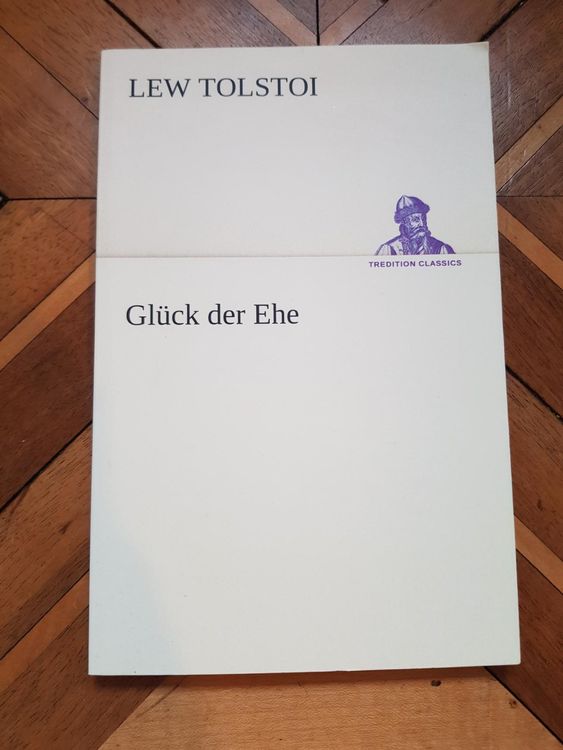 LEW TOLSTOI
TREDITION CLASSICS
Glück der Ehe